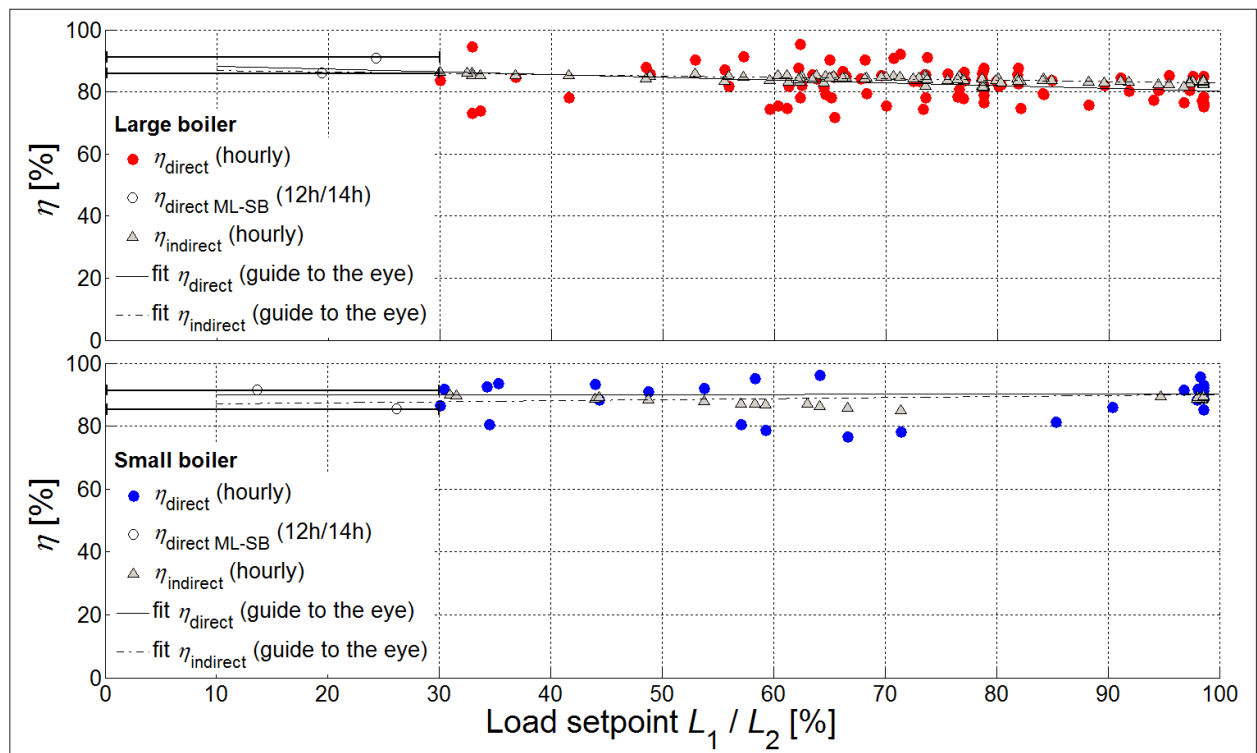 100
80
60
40
20
0
η [%]
Large boiler
ηdirect (hourly)
ηdirect ML-SB (12h/14h)
ηindirect (hourly)
fit ηdirect (guide to the eye)
fit ηindirect (guide to the eye)
100
80
60
40
20
0
η [%]
Small boiler
ηdirect (hourly)
ηdirect ML-SB (12h/14h)
ηindirect (hourly)
fit ηdirect (guide to the eye)
fit ηindirect (guide to the eye)
0 10 20 30 40 50 60 70 80 90 100
Load setpoint L1 / L2 [%]